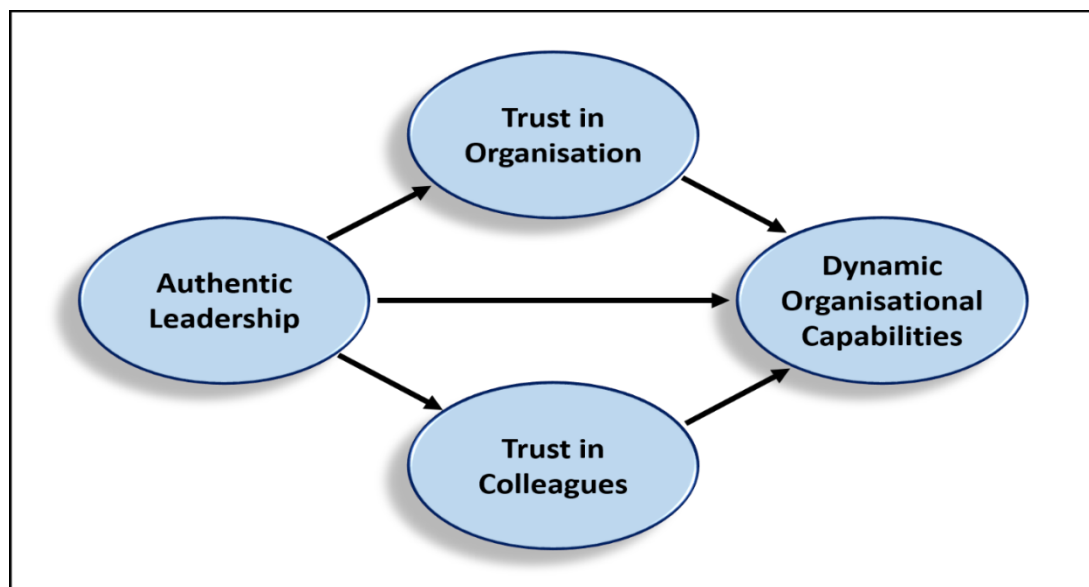 Trust in
Organisation
Authentic
Leadership
Dynamic
Organisational
Capabilities
Trust in
Colleagues